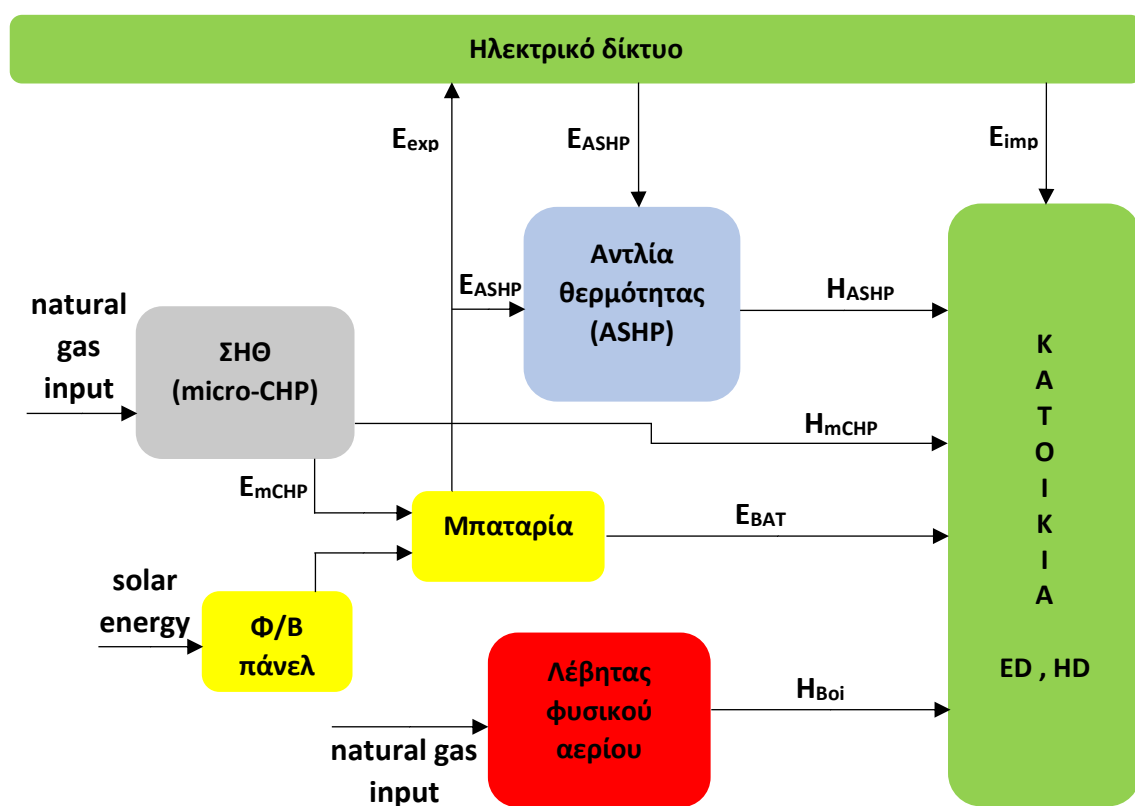 Ηλεκτρικό δίκτυο
Eexp
EASHP
Eimp
Αντλία
θερμότητας
(ASHP)
EASHP
HASHP
natural
gas
input
ΣΗΘ
(micro-CHP)
HmCHP
EmCHP
Μπαταρία
EBAT
solar
energy
Φ/Β
πάνελ
Λέβητας
φυσικού
αερίου
HBoi
natural gas
input
Κ
Α
Τ
Ο
Ι
Κ
Ι
Α
ED , HD